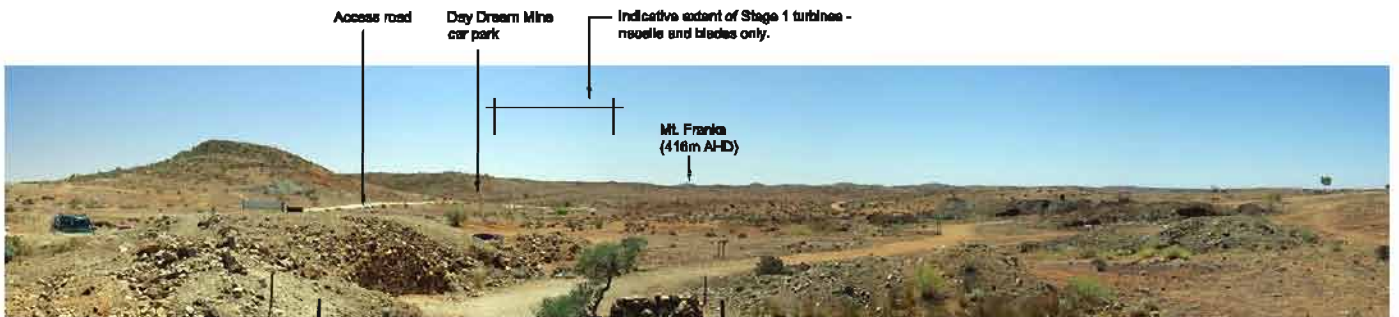 Access road
Day Dream Mine
car park
Indicative extent of Stage 1 turbines -
nacelle and blades only.
Mt. Franks
(416m AHD)